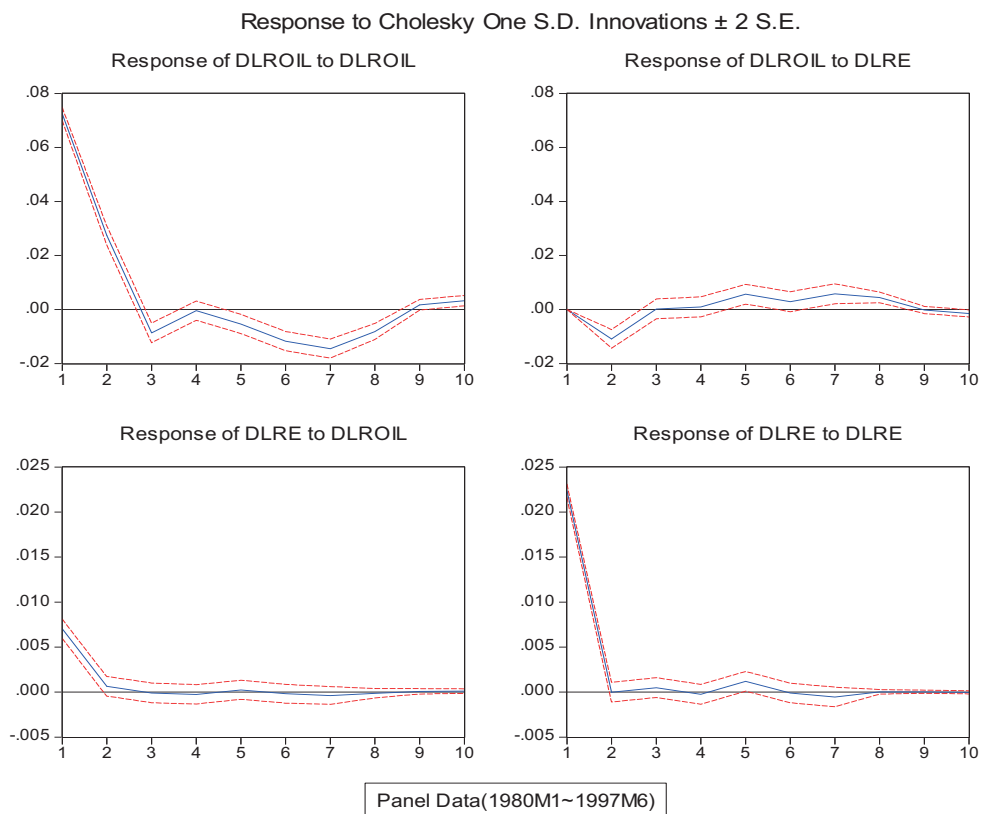 Response to Cholesky One S.D. Innovations ± 2 S.E.
Response of DLROIL to DLROIL
.08
.06
.04
.02
.00
-.02
1 2 3 4 5 6 7 8 9 10
Response of DLROIL to DLRE
.08
.06
.04
.02
.00
-.02
1 2 3 4 5 6 7 8 9 10
Response of DLRE to DLROIL
.025
.020
.015
.010
.005
.000
-.005
1 2 3 4 5 6 7 8 9 10
Response of DLRE to DLRE
.025
.020
.015
.010
.005
.000
-.005
1 2 3 4 5 6 7 8 9 10
Panel Data(1980M1~1997M6)